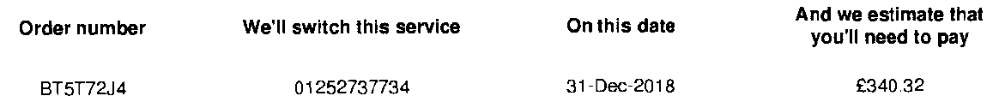 Order number We'll switch this service On this date And we estimate that you'll need to pay
BT5T72J4 01252737734 31-Dec-2018 £340.32